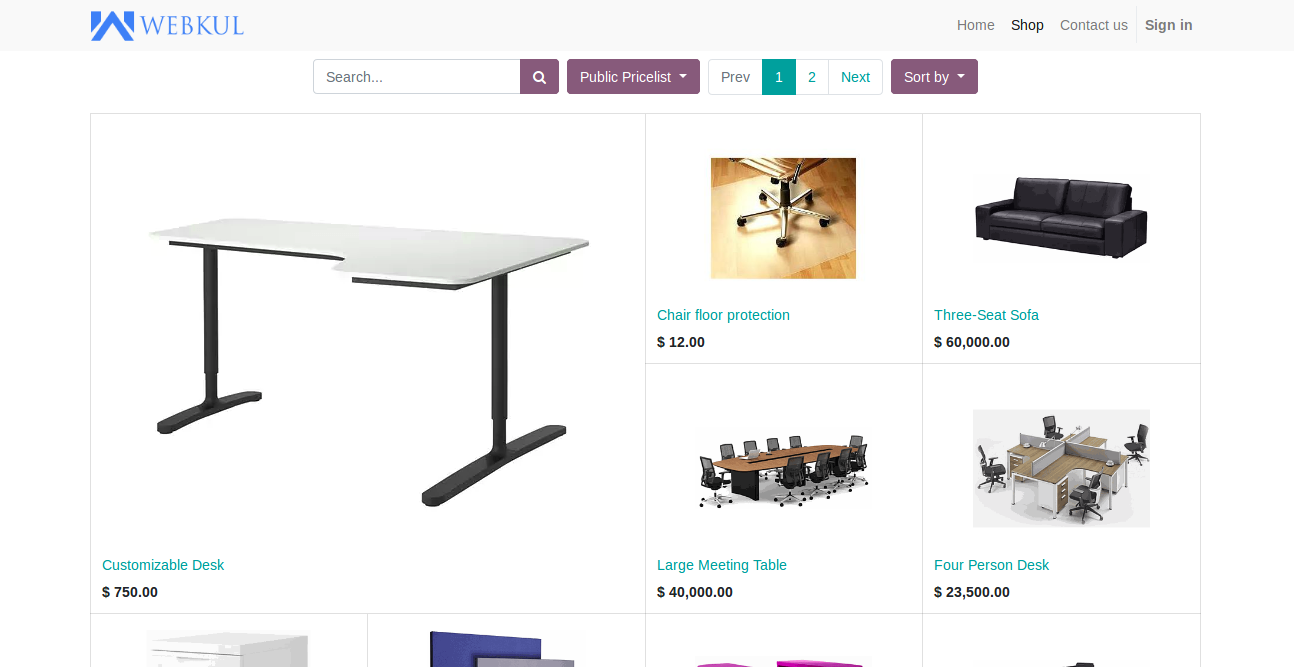 WEBKUL
Home Shop Contact us Sign in
Search... Public Pricelist Prev 1 2 Next Sort by
Chair floor protection
$ 12.00
Three-Seat Sofa
$ 60,000.00
Customizable Desk
$ 750.00
Large Meeting Table
$ 40,000.00
Four Person Desk
$ 23,500.00